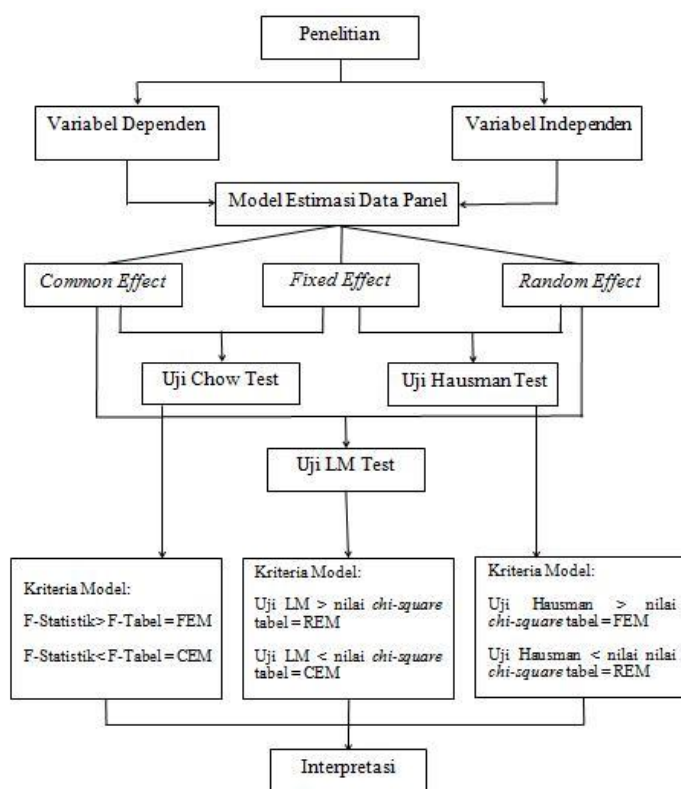 Penelitian
Variabel Dependen
Variabel Independen
Model Estimasi Data Panel
Common Effect
Fixed Effect
Random Effect
Uji Chow Test
Uji Hausman Test
Uji LM Test
Kriteria Model:
F-Statistik> F-Tabel = FEM
F-Statistik< F-Tabel = CEM
Kriteria Model:
Uji LM > nilai chi-square
tabel = REM
Uji LM < nilai chi-square
tabel = CEM
Kriteria Model:
Uji Hausman > nilai
chi-square tabel = FEM
Uji Hausman < nilai nilai
chi-square tabel = REM
Interpretasi